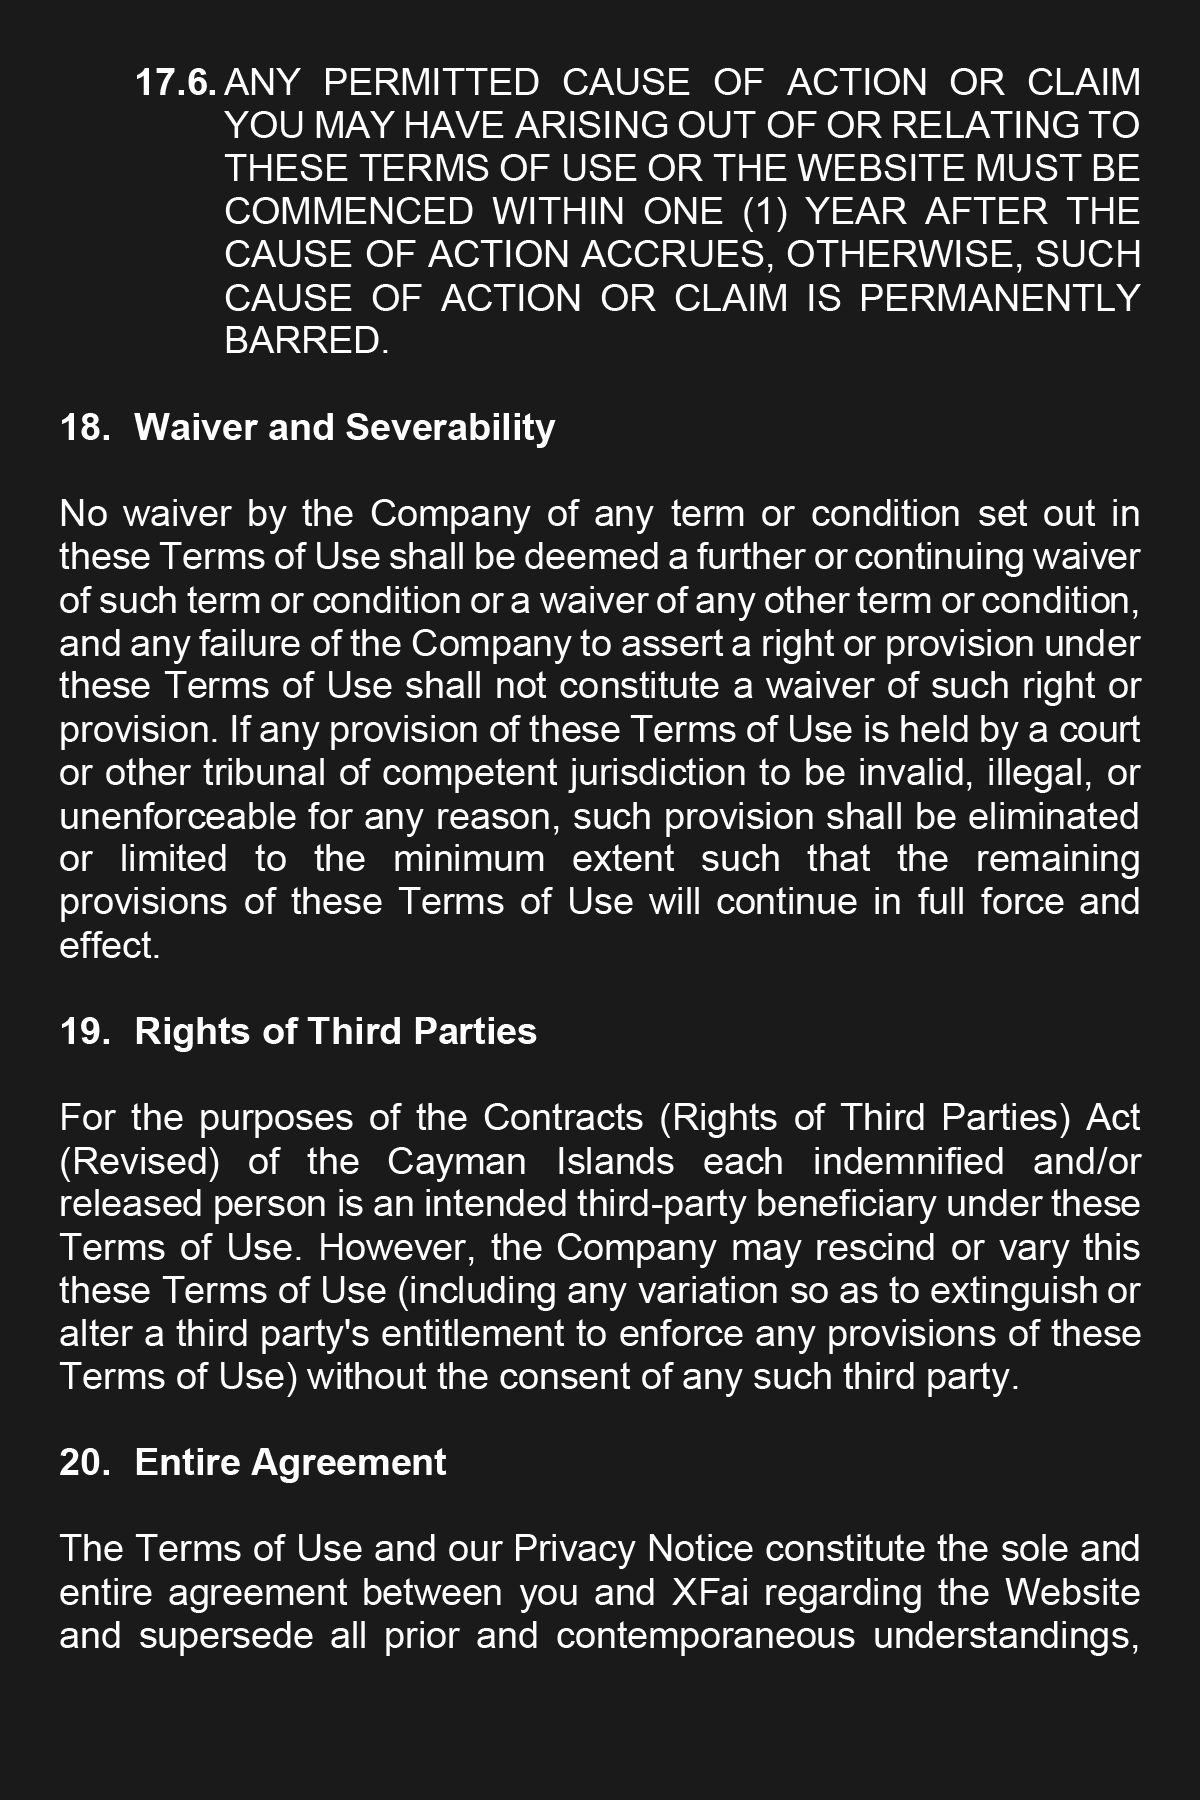 17.6. ANY PERMITTED CAUSE OF ACTION OR CLAIM
YOU MAY HAVE ARISING OUT OF OR RELATING TO
THESE TERMS OF USE OR THE WEBSITE MUST BE
COMMENCED WITHIN ONE (1) YEAR AFTER THE
CAUSE OF ACTION ACCRUES, OTHERWISE, SUCH
CAUSE OF ACTION OR CLAIM IS PERMANENTLY
BARRED.
18. Waiver and Severability
No waiver by the Company of any term or condition set out in
these Terms of Use shall be deemed a further or continuing waiver
of such term or condition or a waiver of any other term or condition,
and any failure of the Company to assert a right or provision under
these Terms of Use shall not constitute a waiver of such right or
provision. If any provision of these Terms of Use is held by a court
or other tribunal of competent jurisdiction to be invalid, illegal, or
unenforceable for any reason, such provision shall be eliminated
or limited to the minimum extent such that the remaining
provisions of these Terms of Use will continue in full force and
effect.
19. Rights of Third Parties
For the purposes of the Contracts (Rights of Third Parties) Act
(Revised) of the Cayman Islands each indemnified and/or
released person is an intended third-party beneficiary under these
Terms of Use. However, the Company may rescind or vary this
these Terms of Use (including any variation so as to extinguish or
alter a third party's entitlement to enforce any provisions of these
Terms of Use) without the consent of any such third party.
20. Entire Agreement
The Terms of Use and our Privacy Notice constitute the sole and
entire agreement between you and XFai regarding the Website
and supersede all prior and contemporaneous understandings,